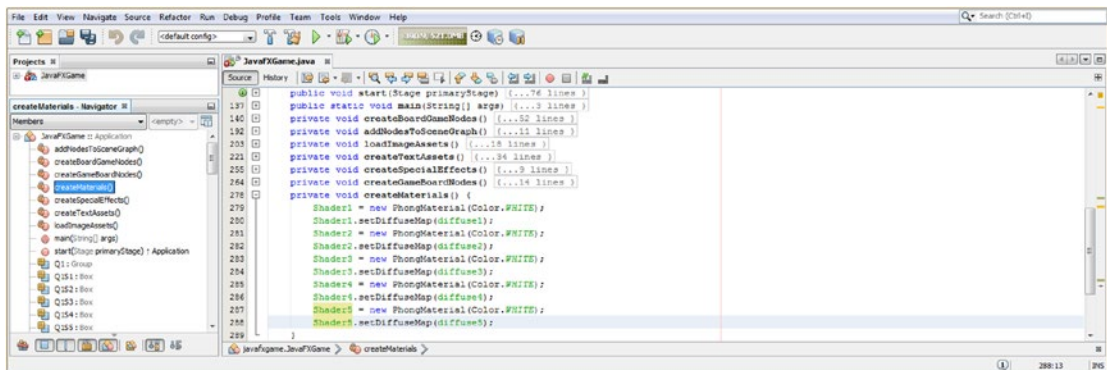 File Edit View Navigate Source Refactor Run Debug Profile Team Tools Window Help
Search (Ctrl+I)
<default config>
Projects
JavaFXGame
createMaterials - Navigator
Members
<empty>
JavaFXGame :: Application
addNodesToSceneGraph()
createBoardGameNodes()
createGameBoardNodes()
createMaterials()
createSpecialEffects()
createTextAssets()
loadImageAssets()
main(String[] args)
start(Stage primaryStage) ↑ Application
Q1 : Group
Q1S1 : Box
Q1S2 : Box
Q1S3 : Box
Q1S4 : Box
Q1S5 : Box
JavaFXGame.java
Source History
public void start(Stage primaryStage) {...76 lines }
137 public static void main(String[] args) {...3 lines }
140 private void createBoardGameNodes() {...52 lines }
192 private void addNodesToSceneGraph() {...11 lines }
203 private void loadImageAssets() {...18 lines }
221 private void createTextAssets() {...34 lines }
255 private void createSpecialEffects() {...9 lines }
264 private void createGameBoardNodes() {...14 lines }
278 private void createMaterials() {
279 Shader1 = new PhongMaterial(Color.WHITE);
280 Shader1.setDiffuseMap(diffuse1);
281 Shader2 = new PhongMaterial(Color.WHITE);
282 Shader2.setDiffuseMap(diffuse2);
283 Shader3 = new PhongMaterial(Color.WHITE);
284 Shader3.setDiffuseMap(diffuse3);
285 Shader4 = new PhongMaterial(Color.WHITE);
286 Shader4.setDiffuseMap(diffuse4);
287 Shader5 = new PhongMaterial(Color.WHITE);
288 Shader5.setDiffuseMap(diffuse5);
289 }
javafxgame.JavaFXGame
createMaterials
288:13
INS